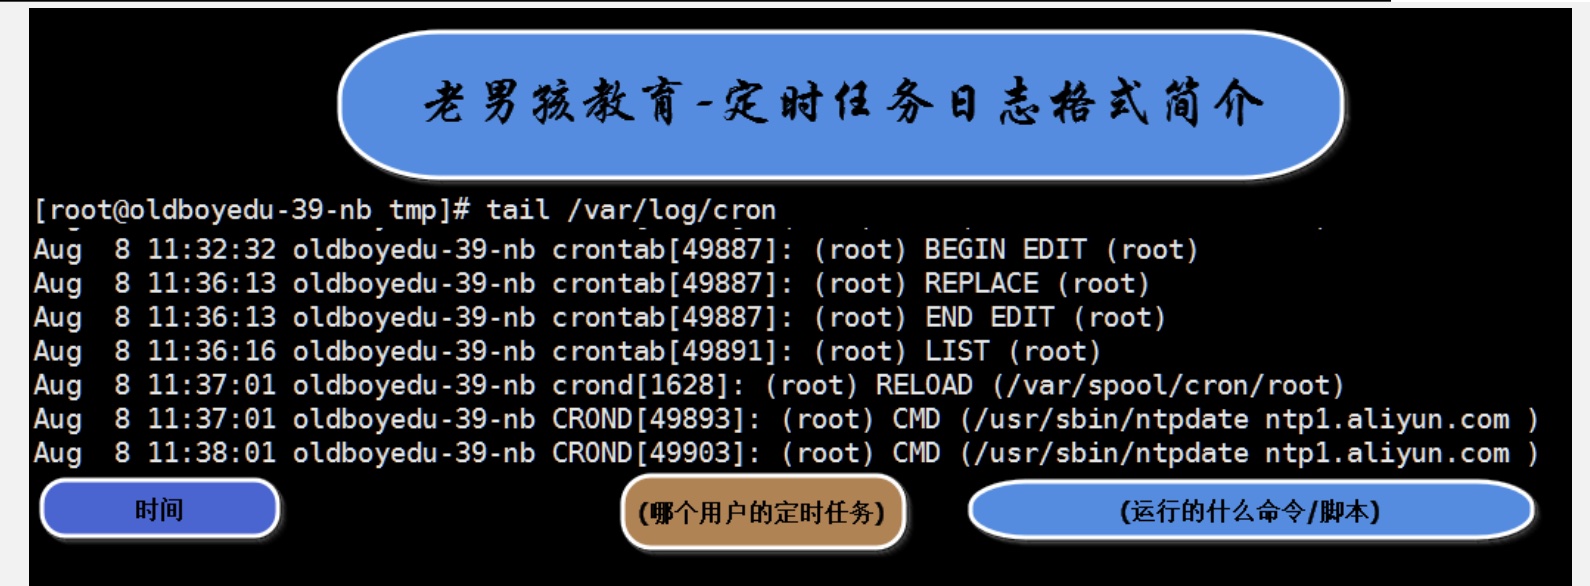 老男孩教育-定时任务日志格式简介
[root@oldboyedu-39-nb tmp]# tail /var/log/cron
Aug  8 11:32:32 oldboyedu-39-nb crontab[49887]: (root) BEGIN EDIT (root)
Aug  8 11:36:13 oldboyedu-39-nb crontab[49887]: (root) REPLACE (root)
Aug  8 11:36:13 oldboyedu-39-nb crontab[49887]: (root) END EDIT (root)
Aug  8 11:36:16 oldboyedu-39-nb crontab[49891]: (root) LIST (root)
Aug  8 11:37:01 oldboyedu-39-nb crond[1628]: (root) RELOAD (/var/spool/cron/root)
Aug  8 11:37:01 oldboyedu-39-nb CROND[49893]: (root) CMD (/usr/sbin/ntpdate ntp1.aliyun.com )
Aug  8 11:38:01 oldboyedu-39-nb CROND[49903]: (root) CMD (/usr/sbin/ntpdate ntp1.aliyun.com )
时间
(哪个用户的定时任务)
(运行的什么命令/脚本)